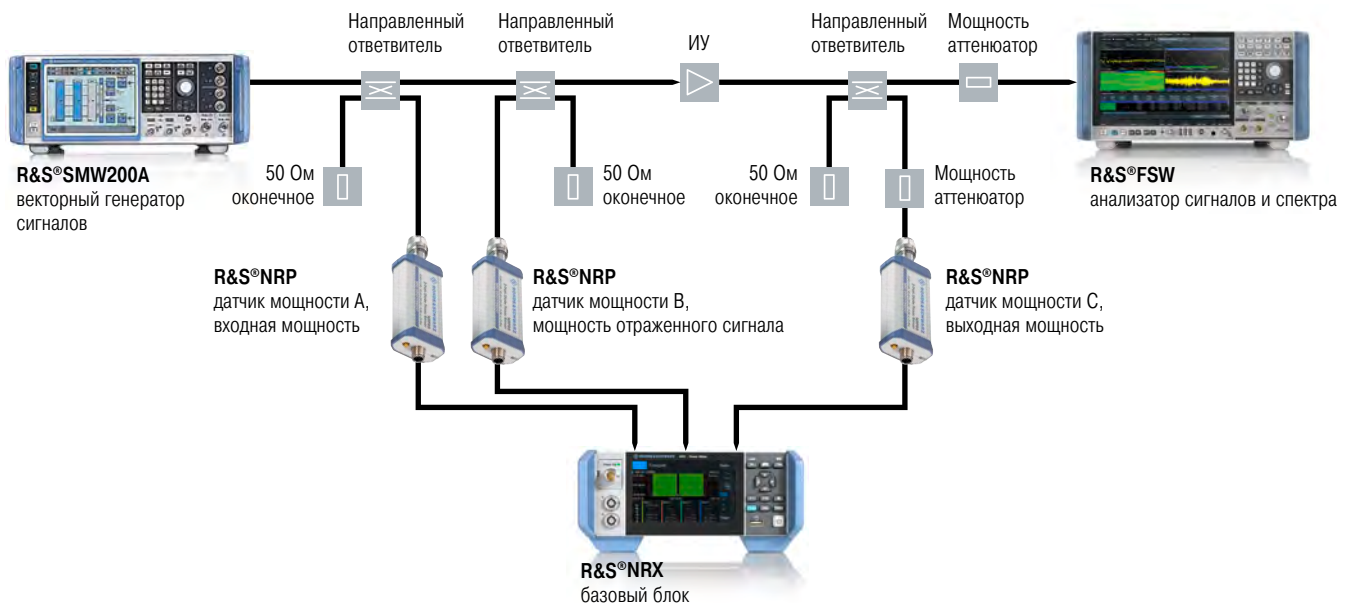 Направленный
ответвитель
Направленный
ответвитель
ИУ
Направленный
ответвитель
Мощность
аттенюатор
R&S®SMW200A
векторный генератор
сигналов
50 Ом
оконечное
50 Ом
оконечное
50 Ом
оконечное
Мощность
аттенюатор
R&S®FSW
анализатор сигналов и спектра
R&S®NRP
датчик мощности A,
входная мощность
R&S®NRP
датчик мощности B,
мощность отраженного сигнала
R&S®NRP
датчик мощности C,
выходная мощность
R&S®NRX
базовый блок